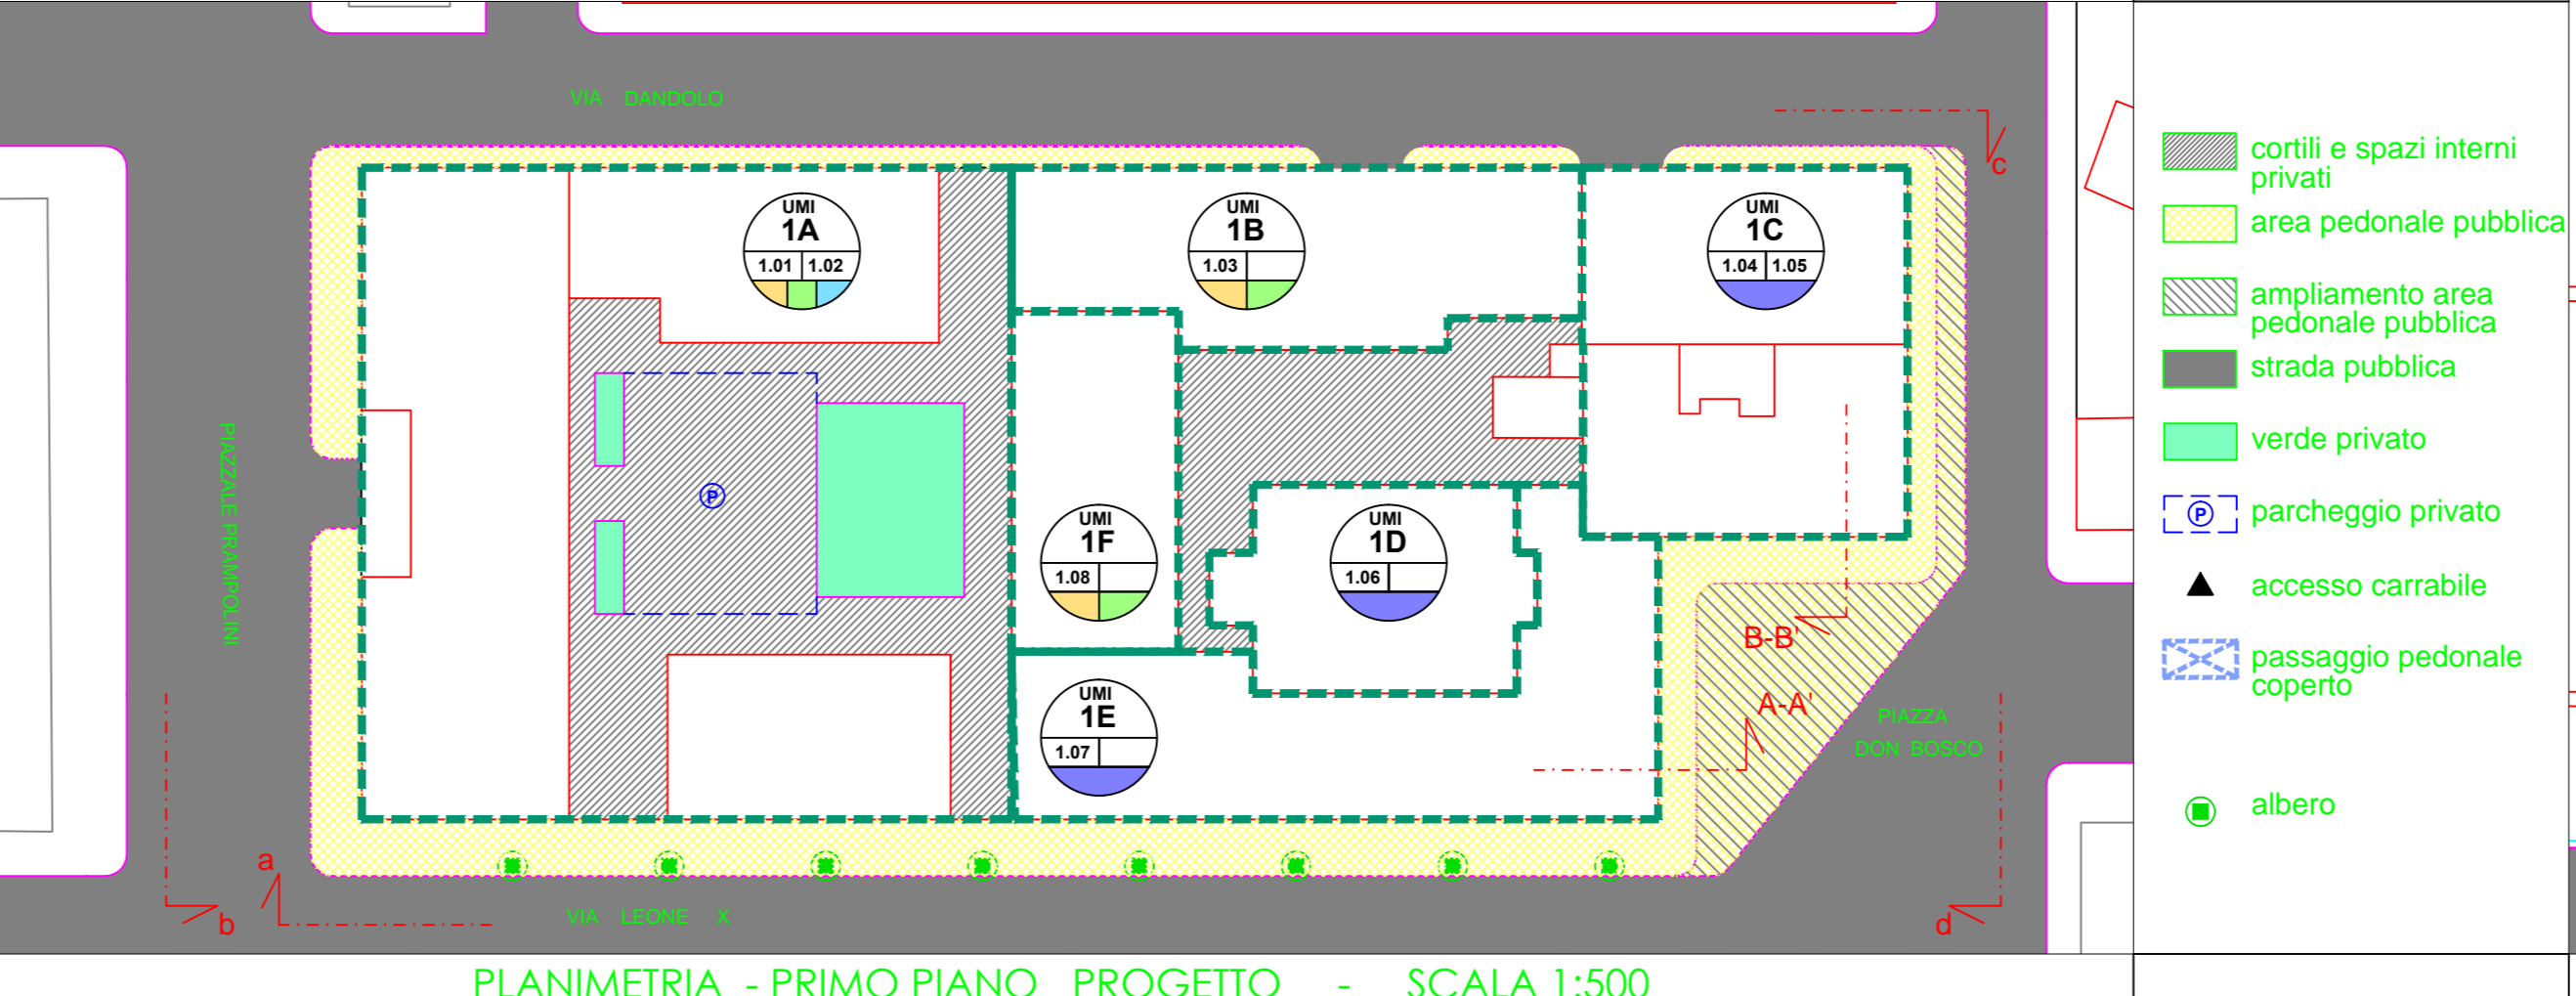 VIA DANDOLO
c
UMI
1A
1.01 1.02
UMI
1B
1.03
UMI
1C
1.04 1.05
PIAZZALE PRAMPOLINI
P
UMI
1F
1.08
UMI
1D
1.06
UMI
1E
1.07
B-B'
A-A'
PIAZZA
DON BOSCO
a
b
VIA LEONE X
d
cortili e spazi interni
privati
area pedonale pubblica
ampliamento area
pedonale pubblica
strada pubblica
verde privato
P
parcheggio privato
accesso carrabile
passaggio pedonale
coperto
albero
PLANIMETRIA - PRIMO PIANO PROGETTO - SCALA 1:500